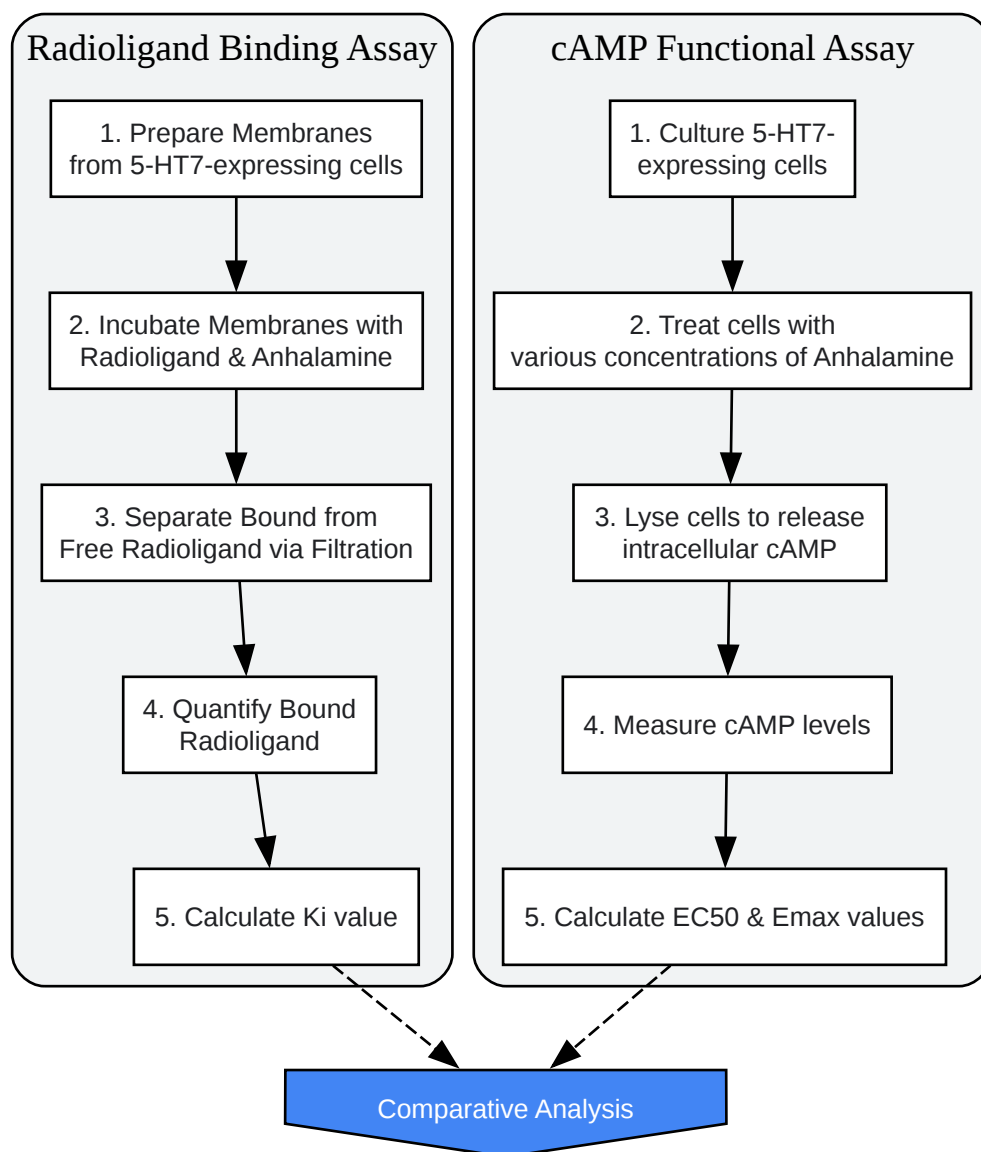 Radioligand Binding Assay
1. Prepare Membranes
from 5-HT7-expressing cells
2. Incubate Membranes with
Radioligand & Anhalamine
3. Separate Bound from
Free Radioligand via Filtration
4. Quantify Bound
Radioligand
5. Calculate Ki value
cAMP Functional Assay
1. Culture 5-HT7-
expressing cells
2. Treat cells with
various concentrations of Anhalamine
3. Lyse cells to release
intracellular cAMP
4. Measure cAMP levels
5. Calculate EC50 & Emax values
Comparative Analysis